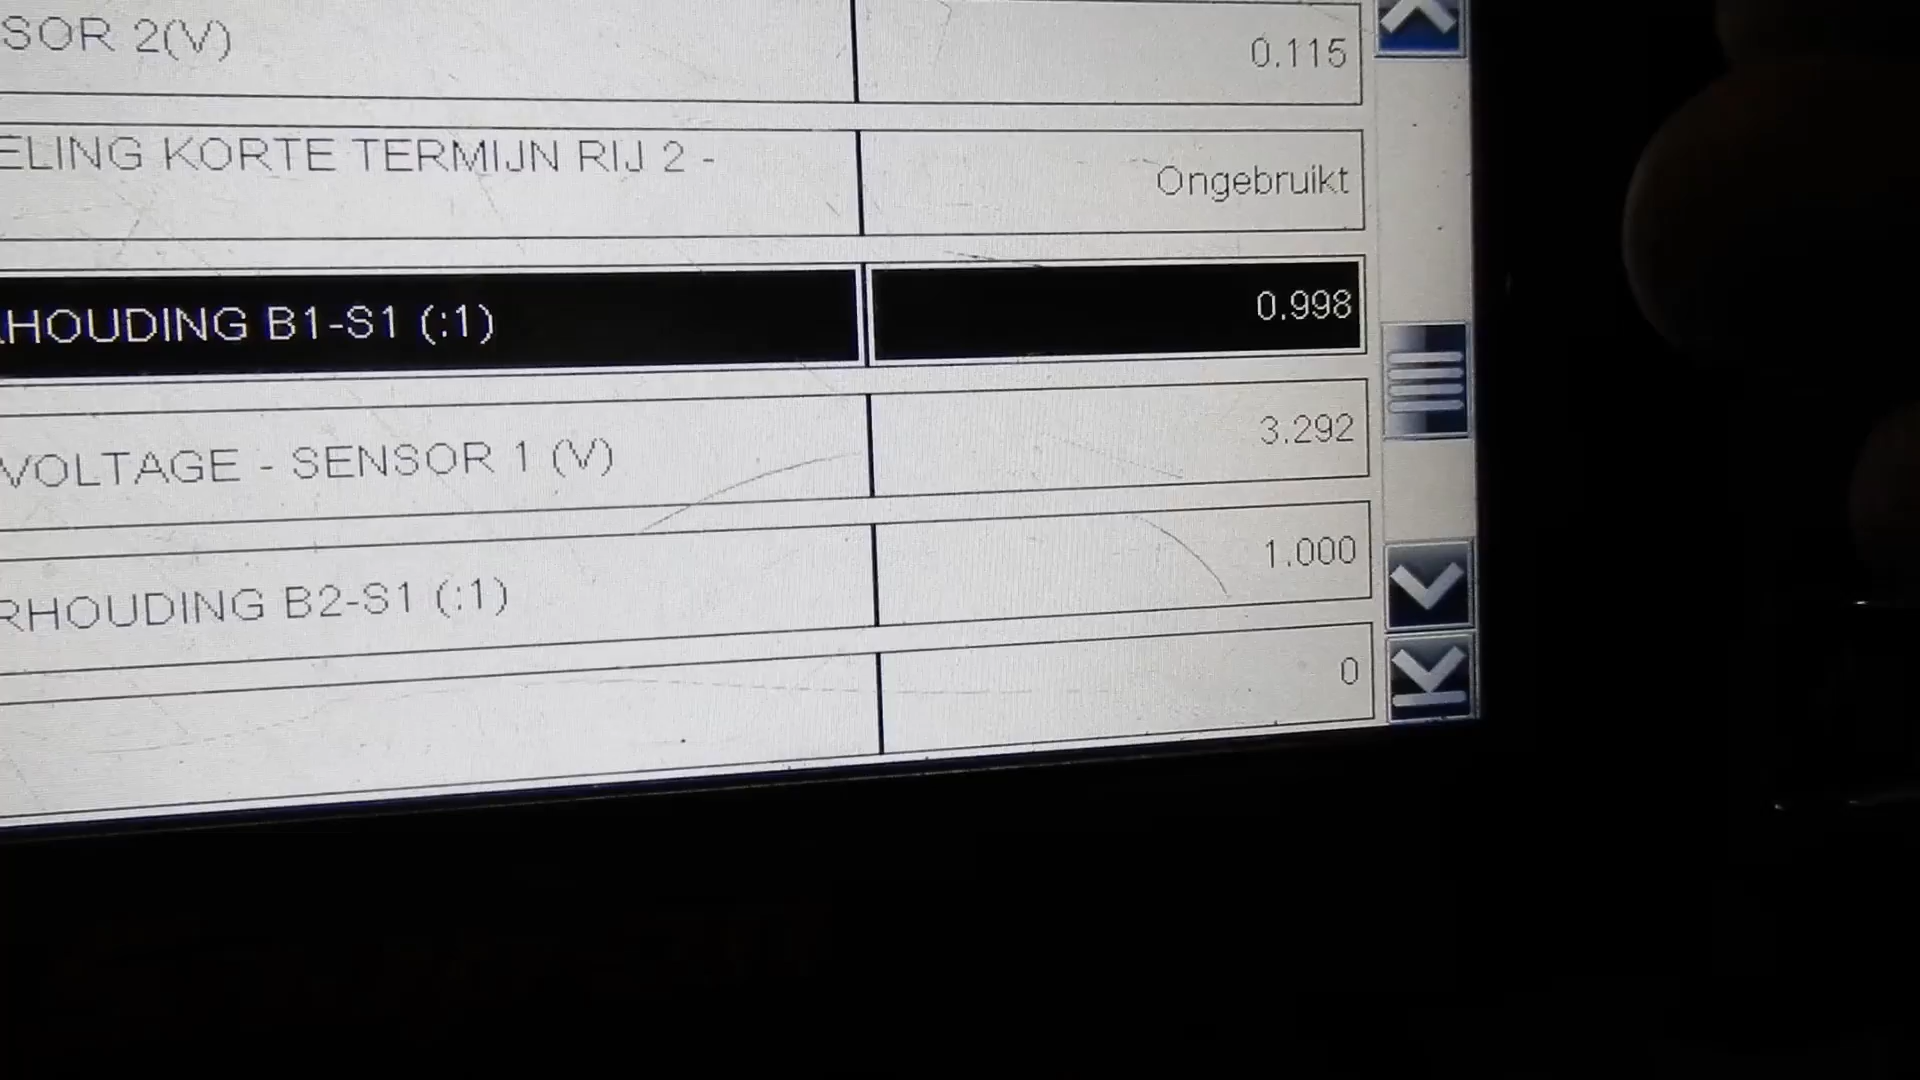 SOR 2(V) 0.115
ELING KORTE TERMIJN RIJ 2 - Ongebruikt
HOUDING B1-S1 (:1) 0.998
VOLTAGE - SENSOR 1 (V) 3.292
RHOUDING B2-S1 (:1) 1.000
0